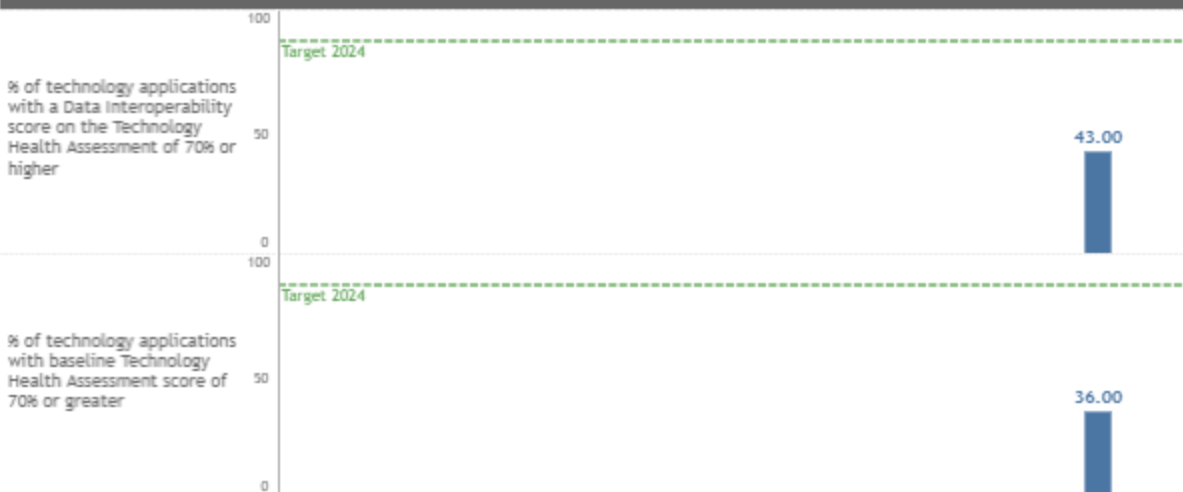 100
Target 2024
% of technology applications
with a Data Interoperability
score on the Technology
Health Assessment of 70% or
higher
50
43.00
0
100
Target 2024
% of technology applications
with baseline Technology
Health Assessment score of
70% or greater
50
36.00
0